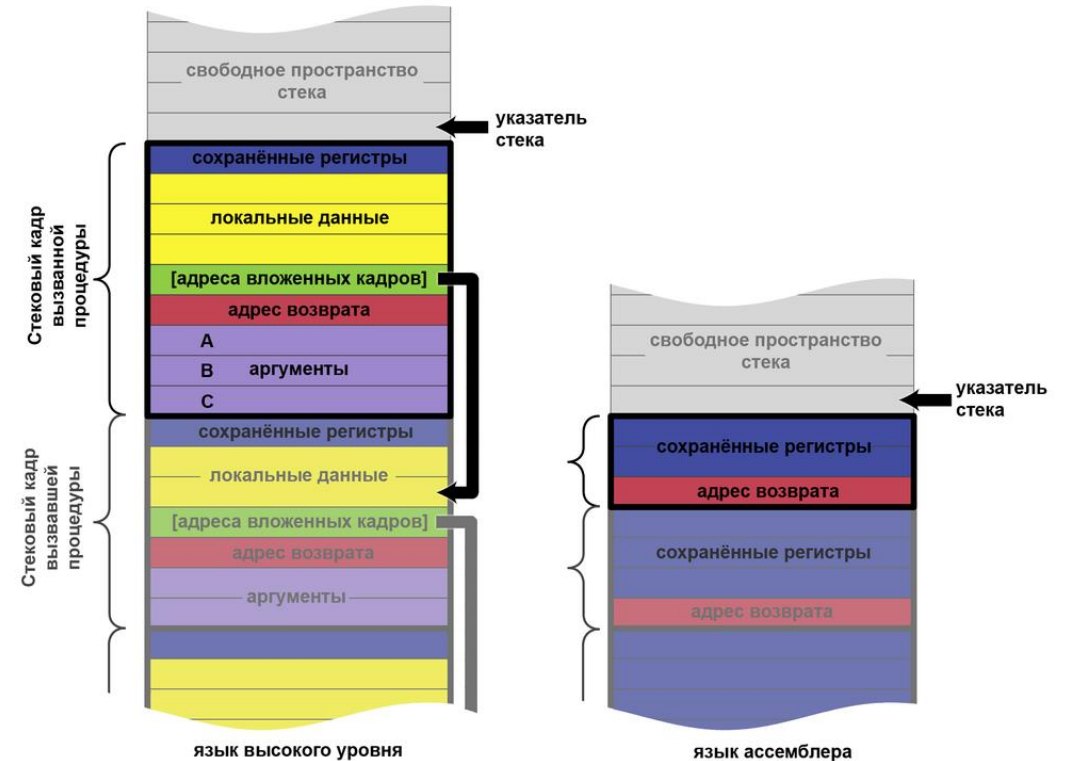 свободное пространство
стека
указатель
стека
Стековый кадр
вызванной
процедуры
сохранённые регистры
локальные данные
[адреса вложенных кадров]
адрес возврата
A
B аргументы
C
Стековый кадр
вызвавшей
процедуры
сохранённые регистры
локальные данные
[адреса вложенных кадров]
адрес возврата
аргументы
язык высокого уровня
свободное пространство
стека
указатель
стека
сохранённые регистры
адрес возврата
сохранённые регистры
адрес возврата
язык ассемблера